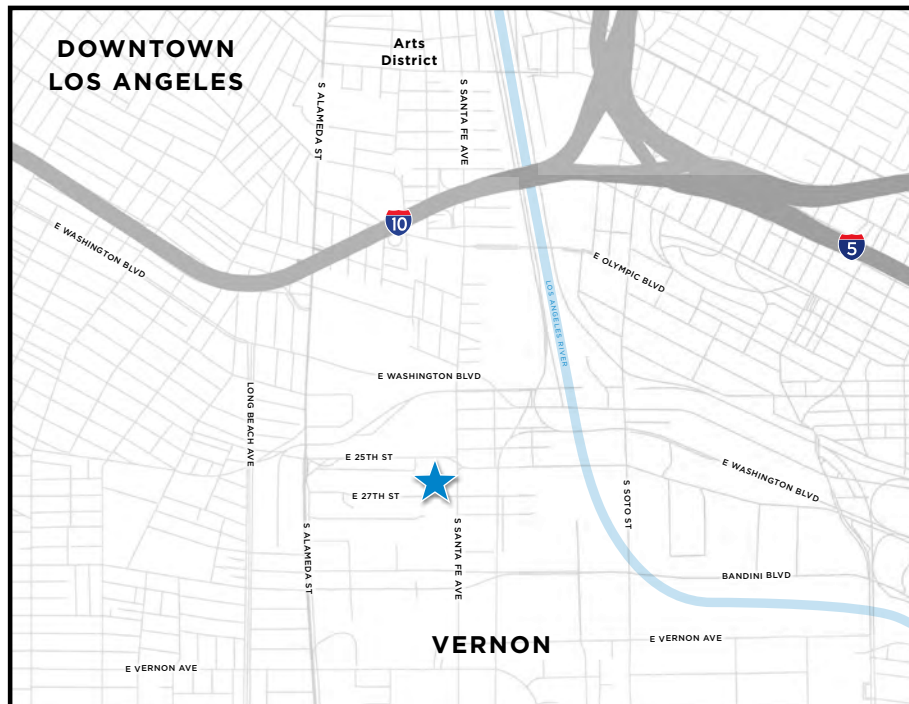 DOWNTOWN
LOS ANGELES
Arts
District
S ALAMEDA ST
S SANTA FE AVE
10
E WASHINGTON BLVD
5
E OLYMPIC BLVD
LOS ANGELES RIVER
E WASHINGTON BLVD
LONG BEACH AVE
E 25TH ST
E WASHINGTON BLVD
E 27TH ST
S SOTO ST
S ALAMEDA ST
S SANTA FE AVE
BANDINI BLVD
VERNON
E VERNON AVE
E VERNON AVE